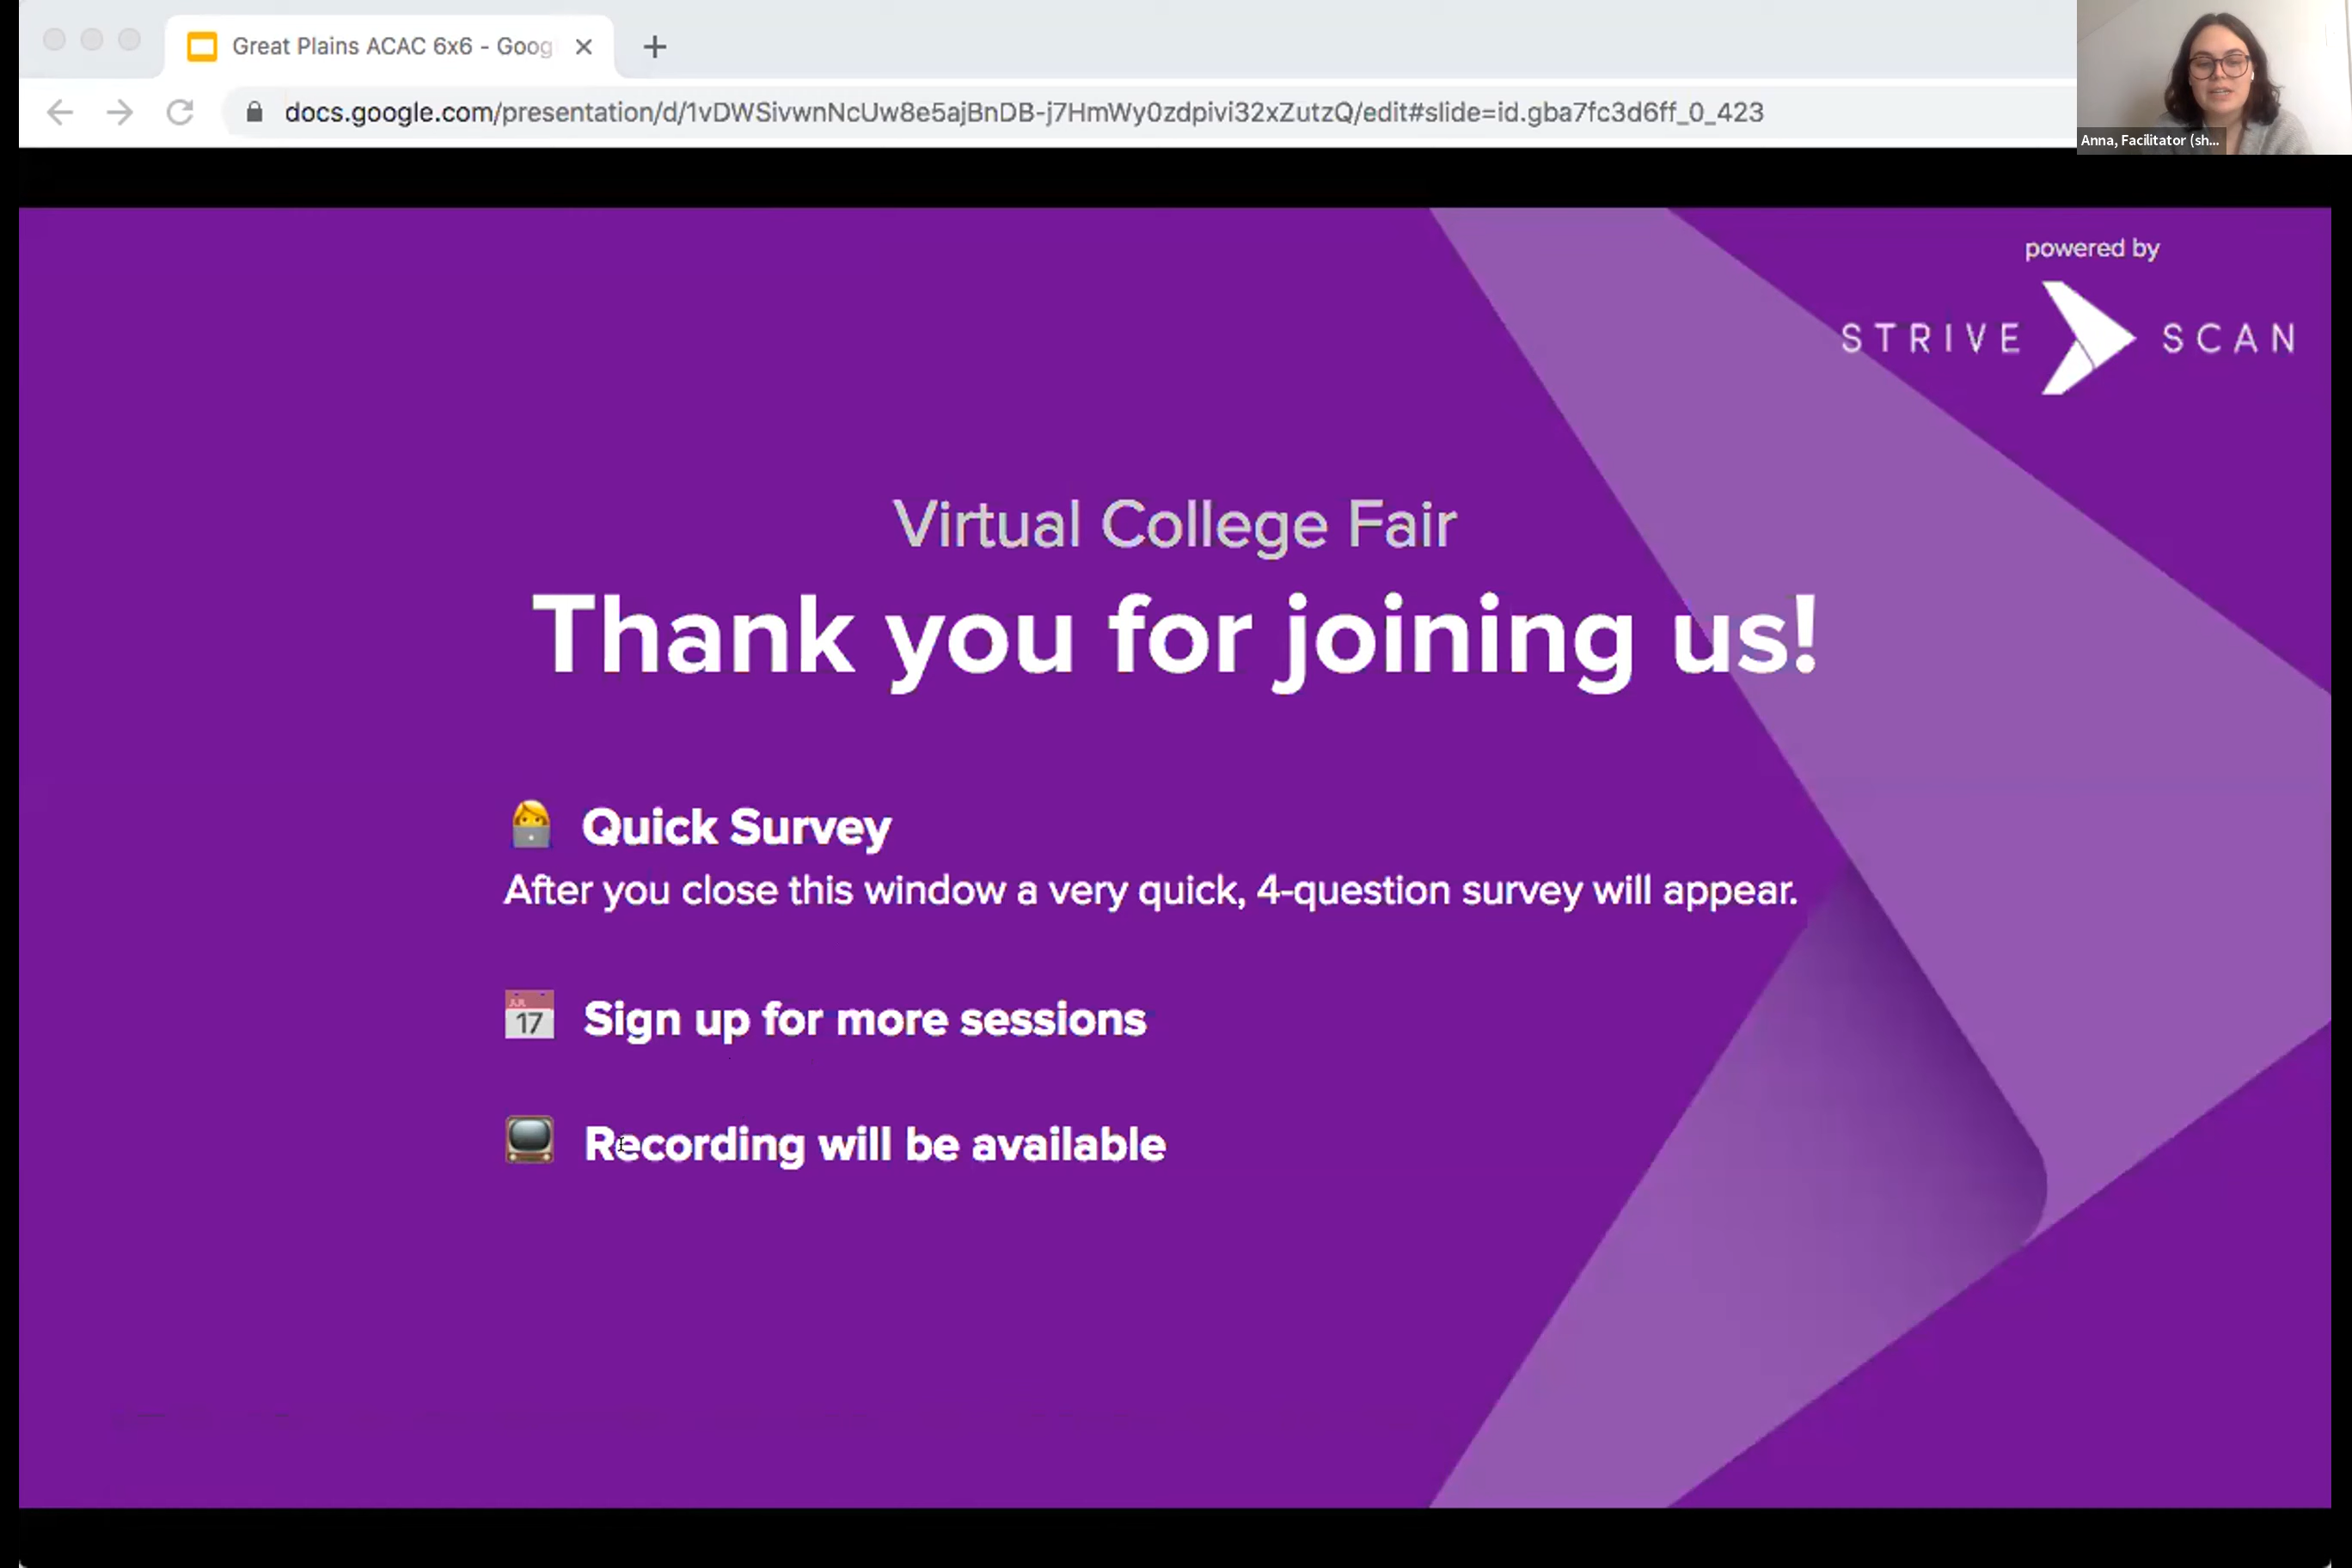 Great Plains ACAC 6x6 - Goog
docs.google.com/presentation/d/1vDWSivwnNcUw8e5ajBnDB-j7HmWy0zdpivi32xZutzQ/edit#slide=id.gba7fc3d6ff_0_423
Anna, Facilitator (sh...
powered by
STRIVE SCAN
Virtual College Fair
Thank you for joining us!
Quick Survey
After you close this window a very quick, 4-question survey will appear.
JUL
17
Sign up for more sessions
Recording will be available